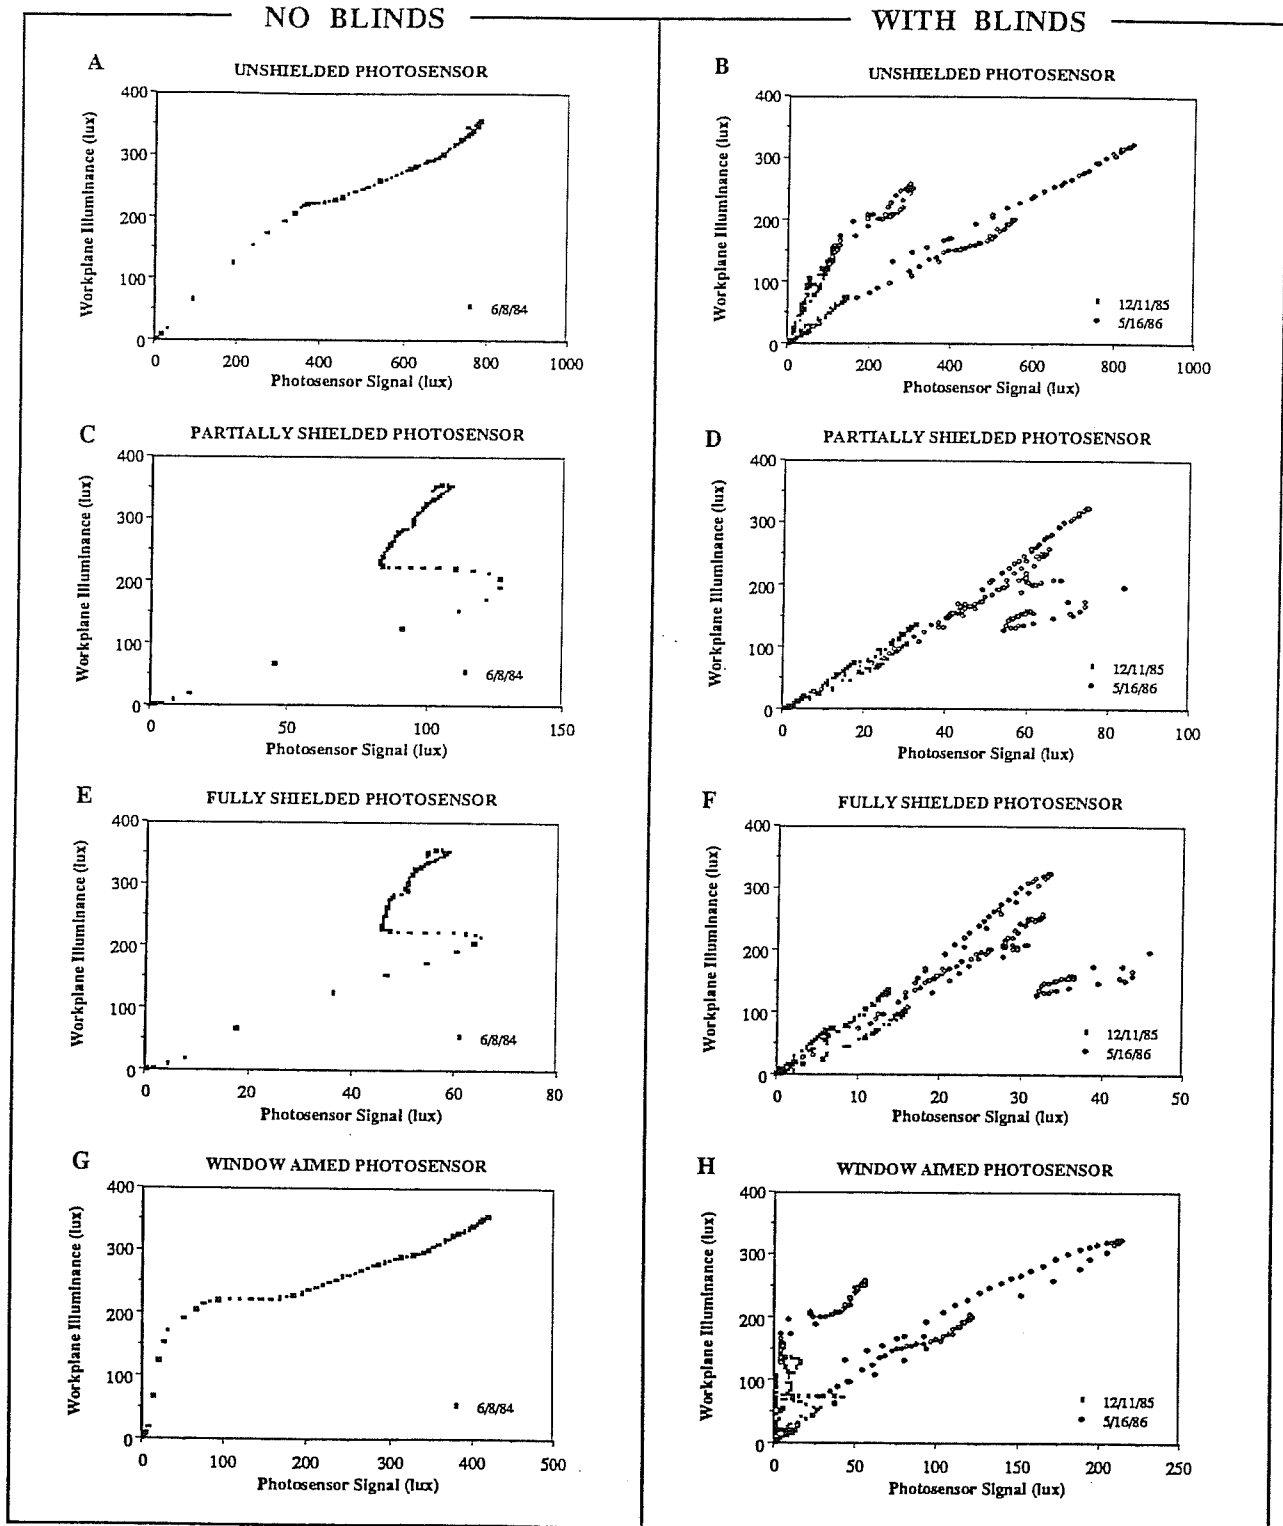 NO BLINDS
WITH BLINDS
A
UNSHIELDED PHOTOSENSOR
Workplane Illuminance (lux)
400
300
200
100
0
0 200 400 600 800 1000
Photosensor Signal (lux)
6/8/84
B
UNSHIELDED PHOTOSENSOR
Workplane Illuminance (lux)
400
300
200
100
0
0 200 400 600 800 1000
Photosensor Signal (lux)
12/11/85
5/16/86
C
PARTIALLY SHIELDED PHOTOSENSOR
Workplane Illuminance (lux)
400
300
200
100
0
0 50 100 150
Photosensor Signal (lux)
6/8/84
D
PARTIALLY SHIELDED PHOTOSENSOR
Workplane Illuminance (lux)
400
300
200
100
0
0 20 40 60 80 100
Photosensor Signal (lux)
12/11/85
5/16/86
E
FULLY SHIELDED PHOTOSENSOR
Workplane Illuminance (lux)
400
300
200
100
0
0 20 40 60 80
Photosensor Signal (lux)
6/8/84
F
FULLY SHIELDED PHOTOSENSOR
Workplane Illuminance (lux)
400
300
200
100
0
0 10 20 30 40 50
Photosensor Signal (lux)
12/11/85
5/16/86
G
WINDOW AIMED PHOTOSENSOR
Workplane Illuminance (lux)
400
300
200
100
0
0 100 200 300 400 500
Photosensor Signal (lux)
6/8/84
H
WINDOW AIMED PHOTOSENSOR
Workplane Illuminance (lux)
400
300
200
100
0
0 50 100 150 200 250
Photosensor Signal (lux)
12/11/85
5/16/86